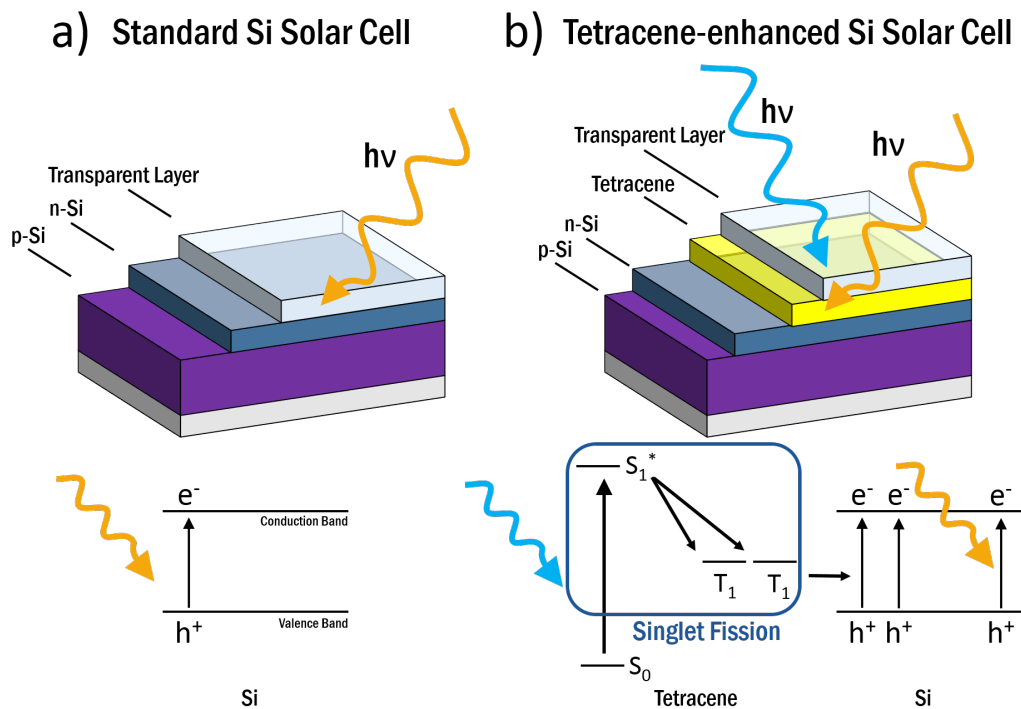 a) Standard Si Solar Cell
hν
Transparent Layer
n-Si
p-Si
e-
Conduction Band
h+
Valence Band
Si
b) Tetracene-enhanced Si Solar Cell
hν
hν
Transparent Layer
Tetracene
n-Si
p-Si
S1*
T1 T1
Singlet Fission
S0
Tetracene
e- e- e-
h+ h+ h+
Si